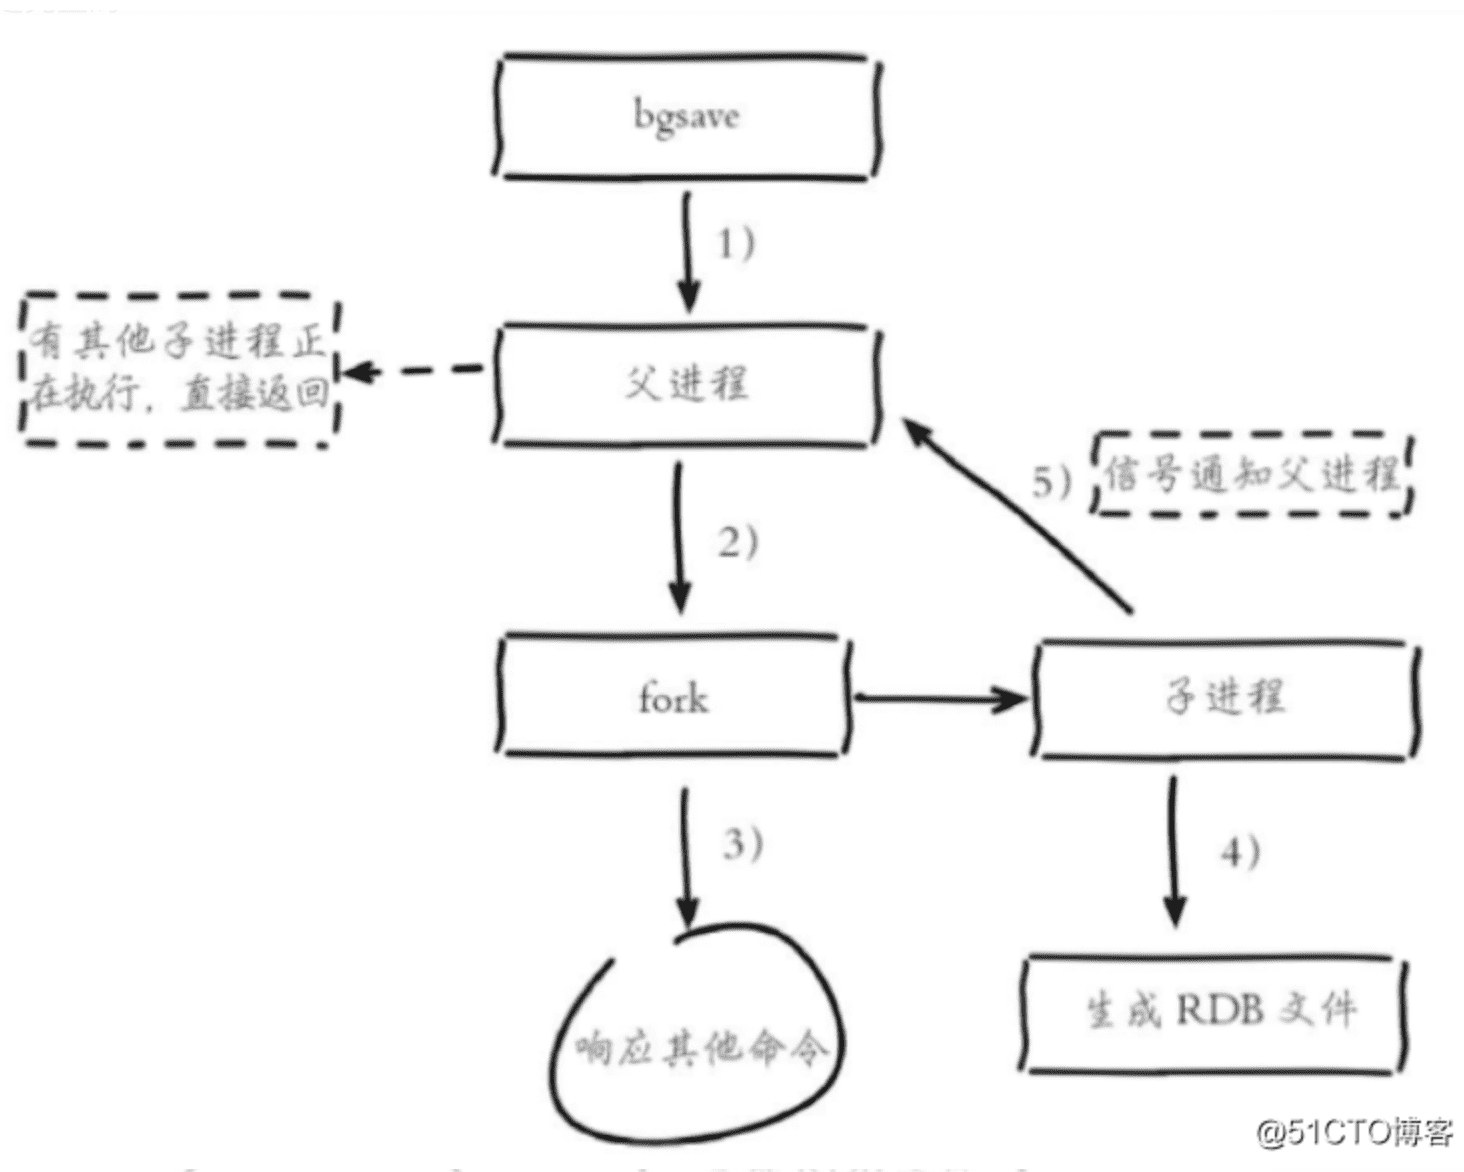 bgsave
1)
有其他子进程正
在执行，直接返回
父进程
5)
信号通知父进程
2)
fork
子进程
3)
4)
响应其他命令
生成 RDB 文件
@51CTO博客